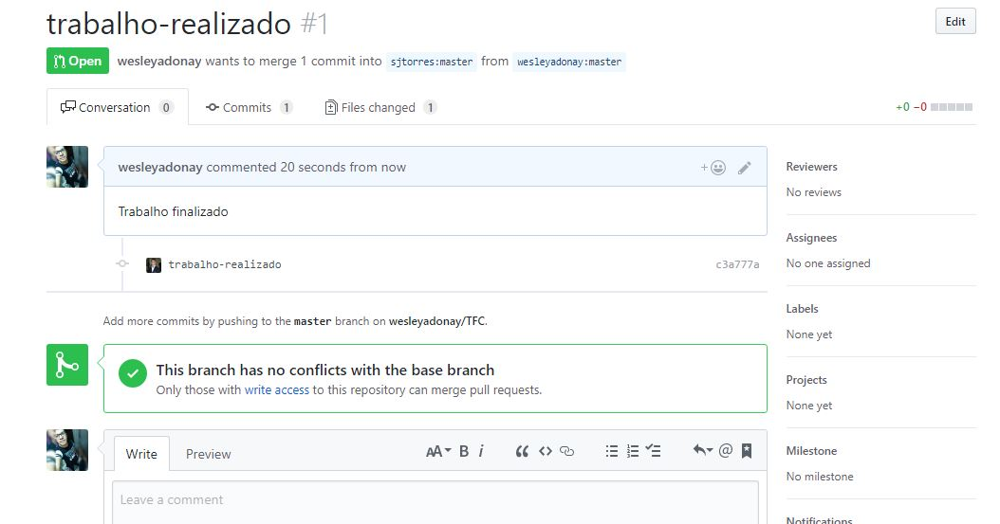 trabalho-realizado #1
Edit
Open wesleyadonay wants to merge 1 commit into sjtorres:master from wesleyadonay:master
Conversation 0 Commits 1 Files changed 1 +0 −0
wesleyadonay commented 20 seconds from now
Trabalho finalizado
trabalho-realizado c3a777a
Add more commits by pushing to the master branch on wesleyadonay/TFC.
This branch has no conflicts with the base branch
Only those with write access to this repository can merge pull requests.
Write Preview AA B i
Leave a comment
Reviewers
No reviews
Assignees
No one assigned
Labels
None yet
Projects
None yet
Milestone
No milestone
Notifications